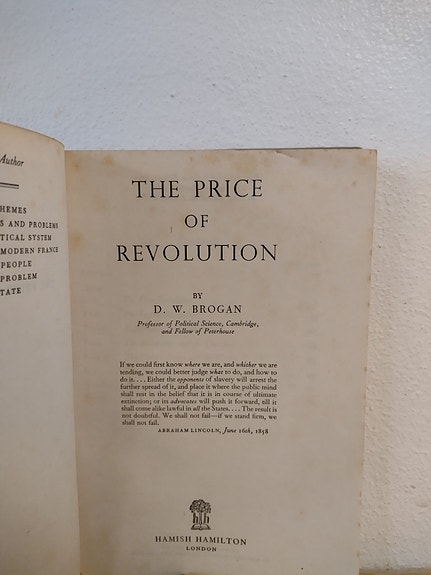 Author
HEMES
S AND PROBLEMS
TICAL SYSTEM
MODERN FRANCE
PEOPLE
PROBLEM
TATE
THE PRICE
OF
REVOLUTION
BY
D. W. BROGAN
Professor of Political Science, Cambridge,
and Fellow of Peterhouse
If we could first know where we are, and whither we are
tending, we could better judge what to do, and how to
do it. . . . Either the opponents of slavery will arrest the
further spread of it, and place it where the public mind
shall rest in the belief that it is in course of ultimate
extinction; or its advocates will push it forward, till it
shall come alike lawful in all the States. . . . The result is
not doubtful. We shall not fail—if we stand firm, we
shall not fail.
ABRAHAM LINCOLN, June 16th, 1858
HAMISH HAMILTON
LONDON